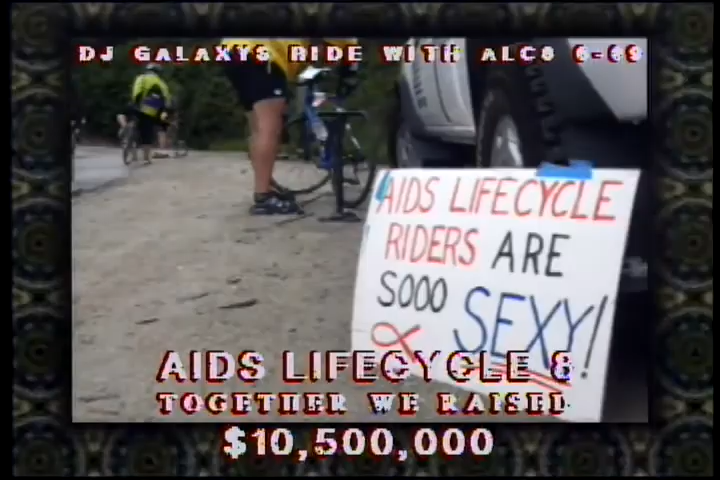 DJ GALAXYS RIDE WITH ALC8 6-09
AIDS LIFECYCLE
RIDERS ARE
SOOO SEXY!
AIDS LIFECYCLE 8
TOGETHER WE RAISED
$10,500,000